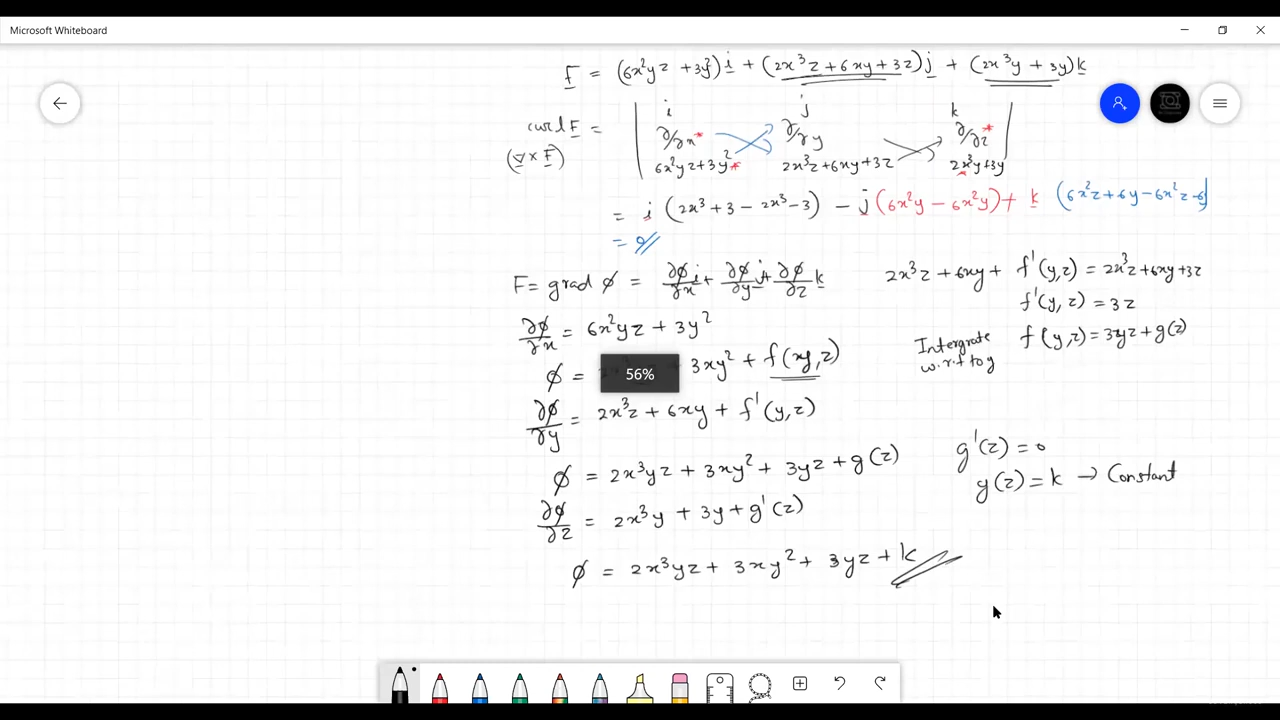 Microsoft Whiteboard
F = (6x²yz + 3y²)i + (2x³z + 6xy + 3z)j + (2x³y + 3y)k
i j k
curl F = | ∂/∂x* ∂/∂y ∂/∂z* |
(∇ × F) 6x²yz+3y²* 2x³z+6xy+3z 2x³y+3y
= i (2x³ + 3 - 2x³ - 3) - j (6x²y - 6x²y) + k (6x²z + 6y - 6x²z - 6y
= 0
F = grad φ = ∂φ/∂x i + ∂φ/∂y j + ∂φ/∂z k
∂φ/∂x = 6x²yz + 3y²
φ = 3xy² + f(xy,z)
56%
∂φ/∂y = 2x³z + 6xy + f'(y,z)
φ = 2x³yz + 3xy² + 3yz + g(z)
∂φ/∂z = 2x³y + 3y + g'(z)
φ = 2x³yz + 3xy² + 3yz + k
2x³z + 6xy + f'(y,z) = 2x³z + 6xy + 3z
f'(y,z) = 3z
Intergrate f(y,z) = 3yz + g(z)
w.r.t to y
g'(z) = 0
g(z) = k → Constant